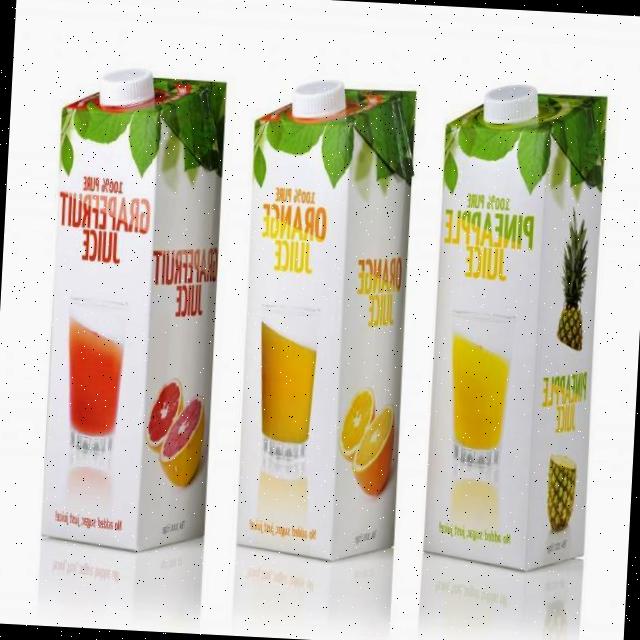 100% PURE
GRAPEFRUIT
JUICE
GRAPEFRUIT
JUICE
No added sugar, just juice!
100% PURE
ORANGE
JUICE
ORANGE
JUICE
No added sugar, just juice!
100% PURE
PINEAPPLE
JUICE
PINEAPPLE
JUICE
No added sugar, just juice!